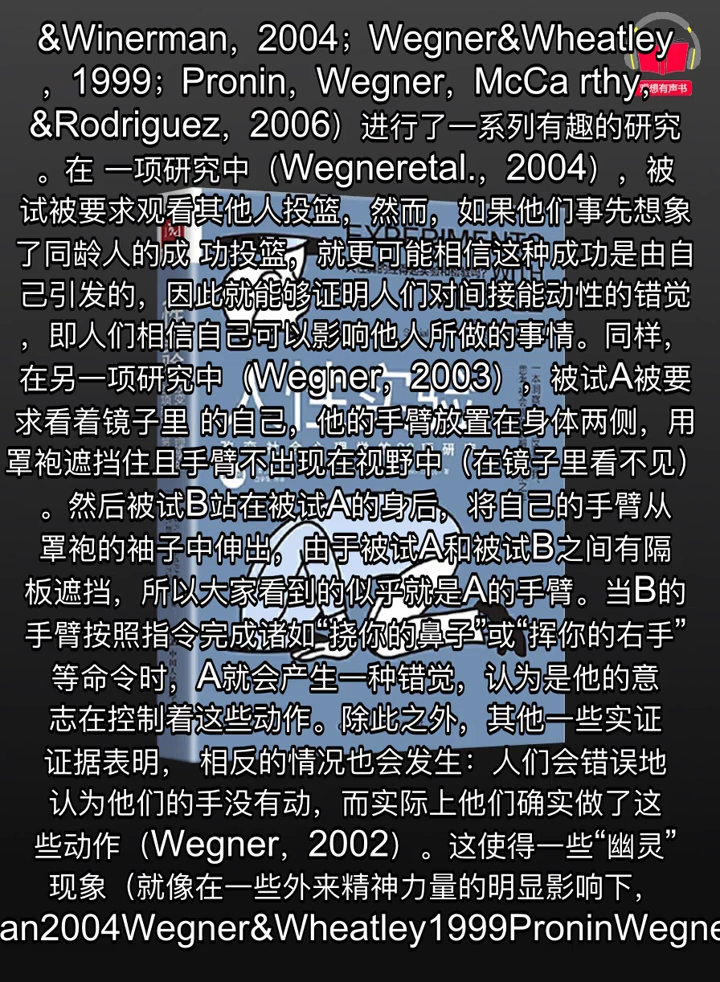 &Winerman，2004；Wegner&Wheatley
，1999；Pronin，Wegner，McCa rthy，
&Rodriguez，2006）进行了一系列有趣的研究
。在 一项研究中（Wegneretal.，2004），被
试被要求观看其他人投篮，然而，如果他们事先想象
了同龄人的成 功投篮，就更可能相信这种成功是由自
己引发的，因此就能够证明人们对间接能动性的错觉
，即人们相信自己可以影响他人所做的事情。同样，
在另一项研究中（Wegner，2003），被试A被要
求看着镜子里 的自己，他的手臂放置在身体两侧，用
罩袍遮挡住且手臂不出现在视野中（在镜子里看不见）
。然后被试B站在被试A的身后，将自己的手臂从
罩袍的袖子中伸出，由于被试A和被试B之间有隔
板遮挡，所以大家看到的似乎就是A的手臂。当B的
手臂按照指令完成诸如“挠你的鼻子”或“挥你的右手”
等命令时，A就会产生一种错觉，认为是他的意
志在控制着这些动作。除此之外，其他一些实证
证据表明， 相反的情况也会发生：人们会错误地
认为他们的手没有动，而实际上他们确实做了这
些动作（Wegner，2002）。这使得一些“幽灵”
现象（就像在一些外来精神力量的明显影响下，
an2004Wegner&Wheatley1999ProninWegne
EXPERIMENTS
WITH
有声书